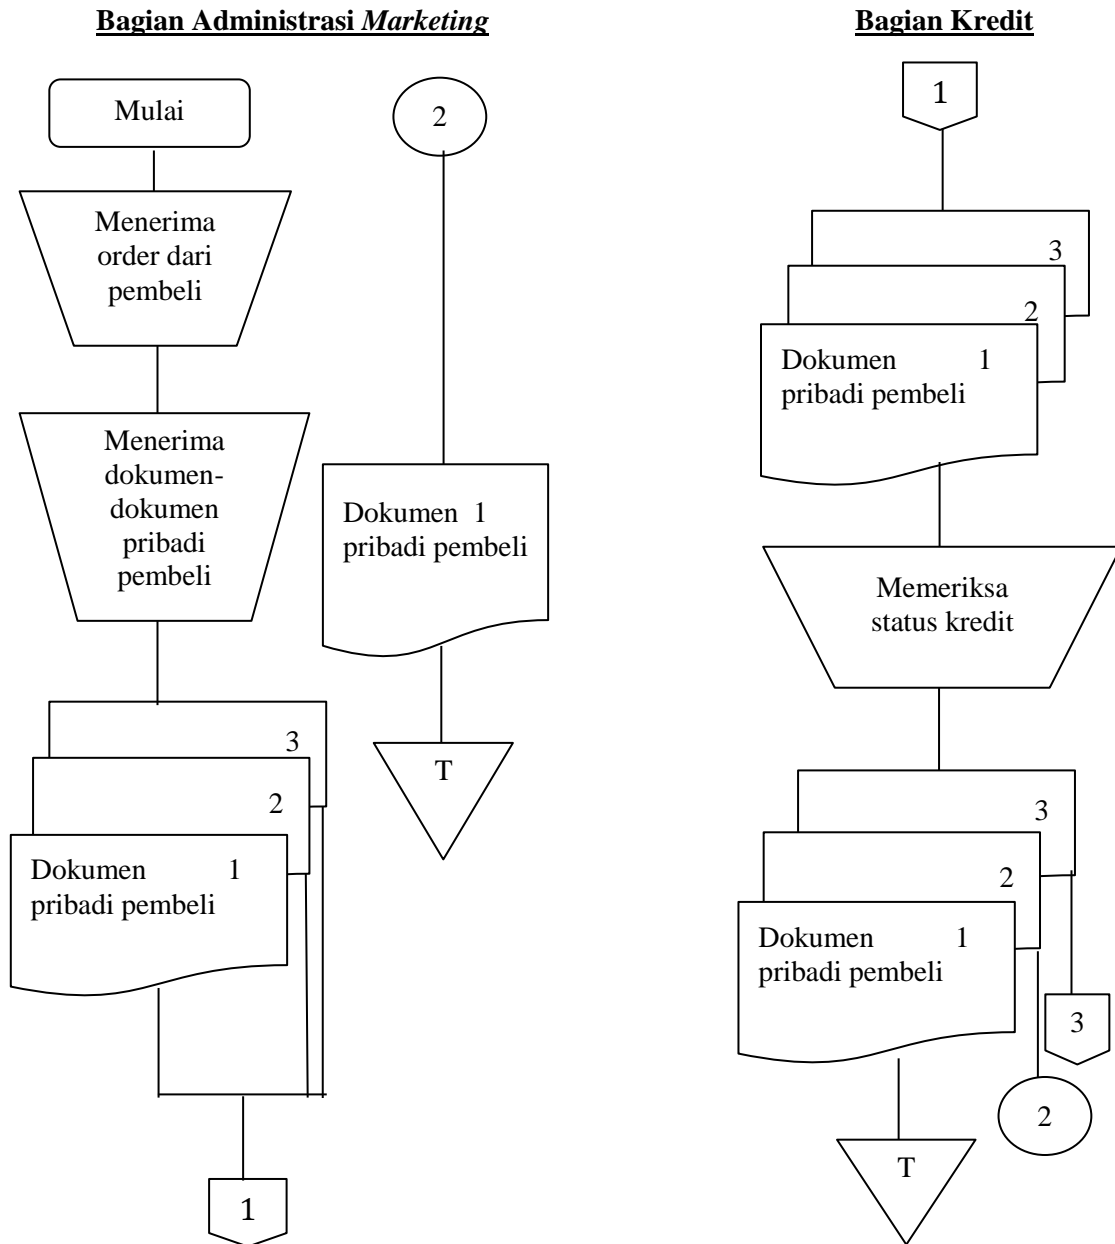 Bagian Administrasi Marketing
Mulai
Menerima
order dari
pembeli
Menerima
dokumen-
dokumen
pribadi
pembeli
3
2
Dokumen 1
pribadi pembeli
1
2
Dokumen 1
pribadi pembeli
T
Bagian Kredit
1
3
2
Dokumen 1
pribadi pembeli
Memeriksa
status kredit
3
2
Dokumen 1
pribadi pembeli
3
2
T